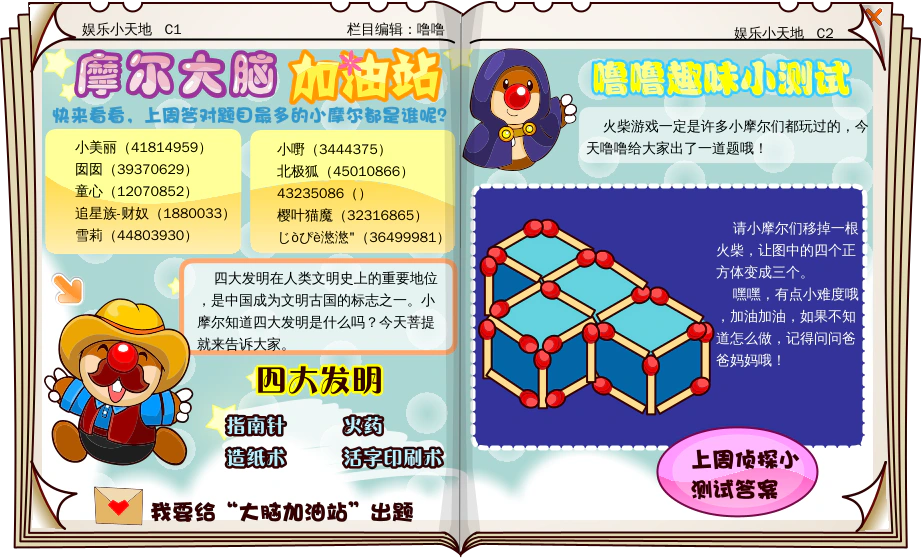 娱乐小天地 C1
栏目编辑：噜噜
摩尔大脑 加油站
快来看看，上周答对题目最多的小摩尔都是谁呢？
小美丽（41814959）
囡囡（39370629）
童心（12070852）
追星族-财奴（1880033）
雪莉（44803930）
小嘢（3444375）
北极狐（45010866）
43235086（）
樱叶猫魔（32316865）
じòぴè滺滺"（36499981）
四大发明在人类文明史上的重要地位
，是中国成为文明古国的标志之一。小
摩尔知道四大发明是什么吗？今天菩提
就来告诉大家。
四大发明
指南针 火药
造纸术 活字印刷术
我要给“大脑加油站”出题
娱乐小天地 C2
噜噜趣味小测试
火柴游戏一定是许多小摩尔们都玩过的，今
天噜噜给大家出了一道题哦！
请小摩尔们移掉一根
火柴，让图中的四个正
方体变成三个。
嘿嘿，有点小难度哦
，加油加油，如果不知
道怎么做，记得问问爸
爸妈妈哦！
上周侦探小
测试答案